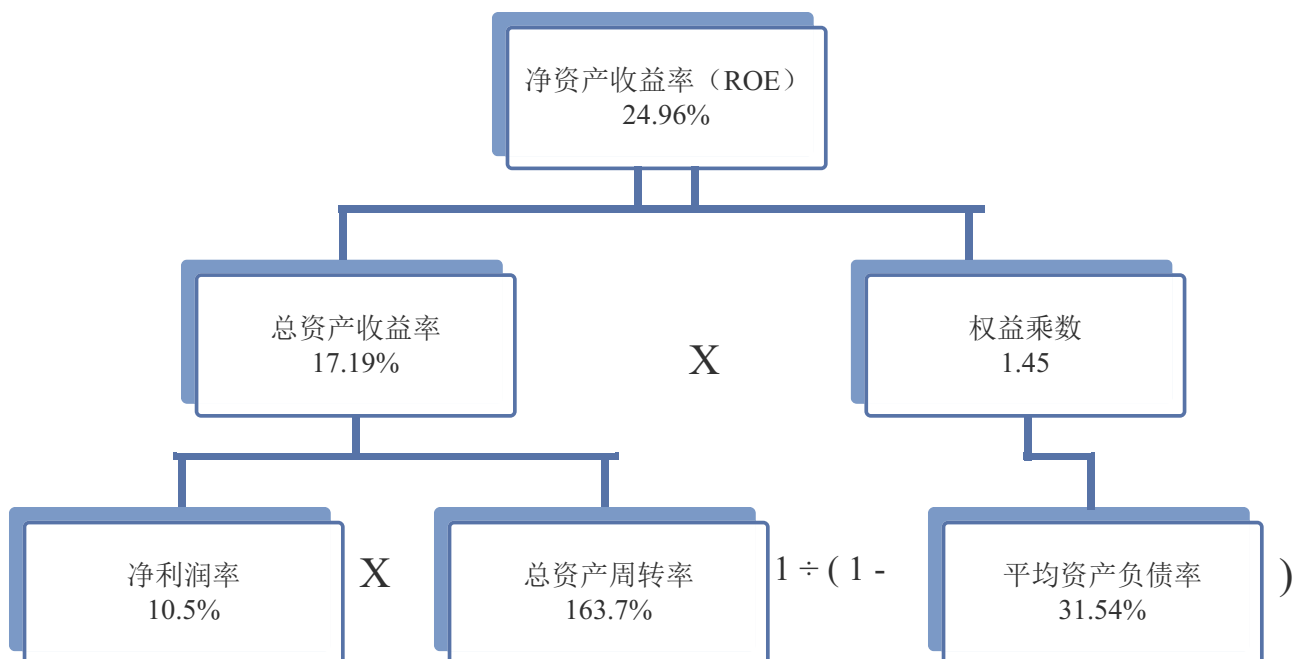 净资产收益率（ROE）
24.96%
总资产收益率
17.19%
X
权益乘数
1.45
净利润率
10.5%
X
总资产周转率
163.7%
1 ÷ ( 1 -
平均资产负债率
31.54%
)